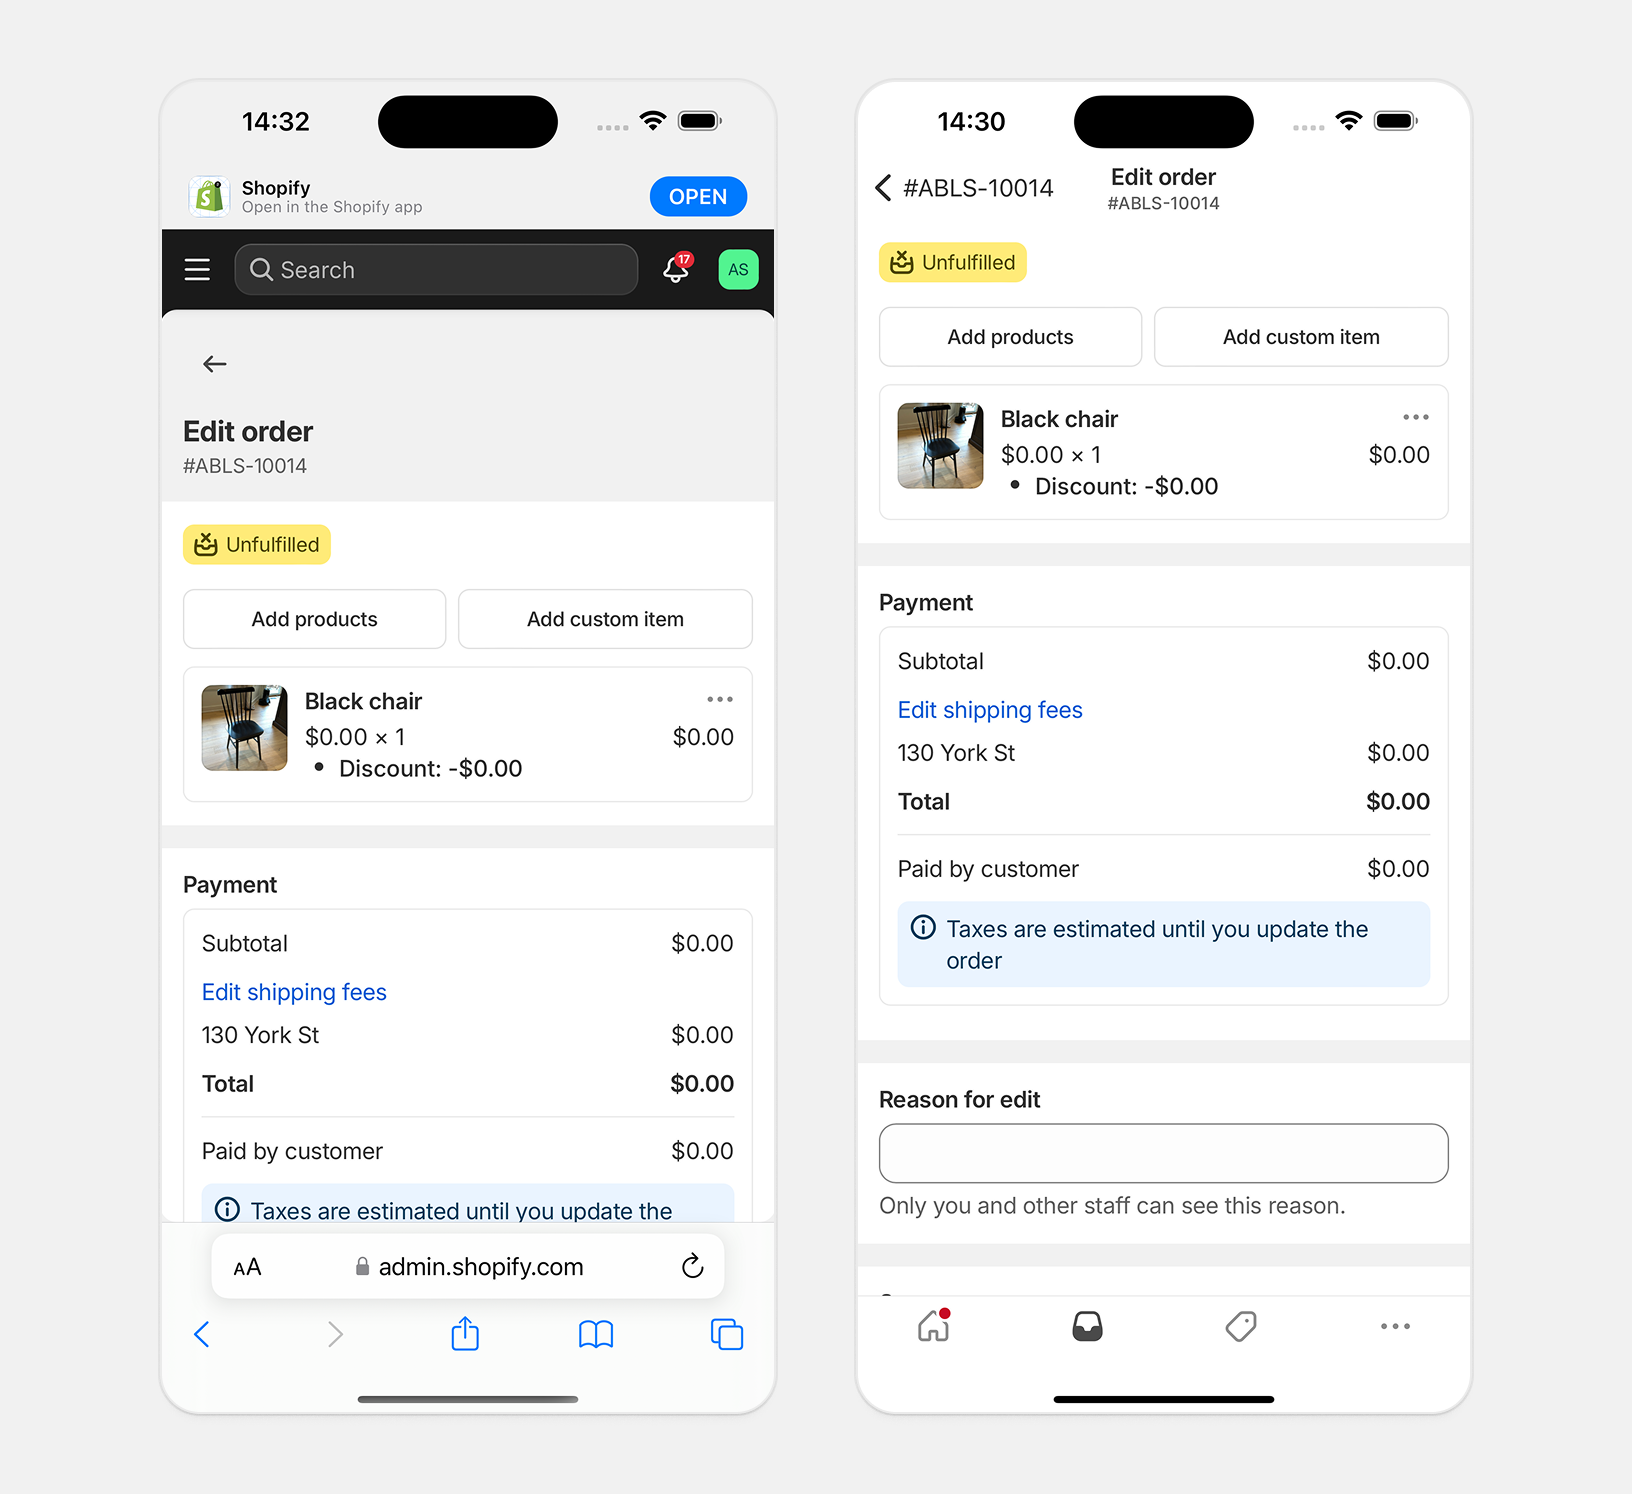 14:32
Shopify
Open in the Shopify app
OPEN
Search
17
AS
Edit order
#ABLS-10014
Unfulfilled
Add products
Add custom item
Black chair
$0.00 × 1
$0.00
• Discount: -$0.00
Payment
Subtotal
$0.00
Edit shipping fees
130 York St
$0.00
Total
$0.00
Paid by customer
$0.00
Taxes are estimated until you update the
AA
admin.shopify.com
14:30
#ABLS-10014
Edit order
#ABLS-10014
Unfulfilled
Add products
Add custom item
Black chair
$0.00 × 1
$0.00
• Discount: -$0.00
Payment
Subtotal
$0.00
Edit shipping fees
130 York St
$0.00
Total
$0.00
Paid by customer
$0.00
Taxes are estimated until you update the
order
Reason for edit
Only you and other staff can see this reason.